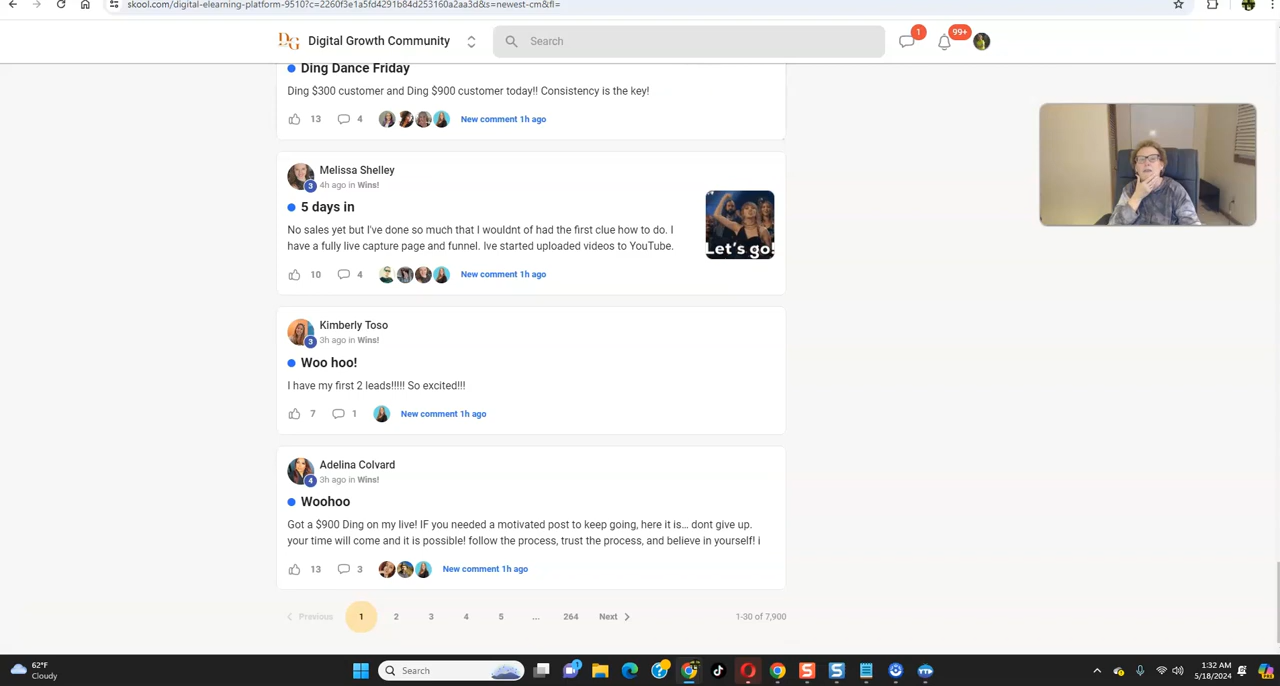 skool.com/digital-elearning-platform-9510?c=2260f3e1a5fd4291b84d253160a2aa3d&s=newest-cm&fl=
DG Digital Growth Community
Search
1
99+
Ding Dance Friday
Ding $300 customer and Ding $900 customer today!! Consistency is the key!
13 4 New comment 1h ago
Melissa Shelley
3 4h ago in Wins!
5 days in
No sales yet but I've done so much that I wouldnt of had the first clue how to do. I
have a fully live capture page and funnel. Ive started uploaded videos to YouTube.
Let's go!
10 4 New comment 1h ago
Kimberly Toso
3 3h ago in Wins!
Woo hoo!
I have my first 2 leads!!!!! So excited!!!
7 1 New comment 1h ago
Adelina Colvard
4 3h ago in Wins!
Woohoo
Got a $900 Ding on my live! IF you needed a motivated post to keep going, here it is... dont give up.
your time will come and it is possible! follow the process, trust the process, and believe in yourself! i
13 3 New comment 1h ago
Previous 1 2 3 4 5 ... 264 Next 1-30 of 7,900
62°F
Cloudy
Search
1:32 AM
5/18/2024